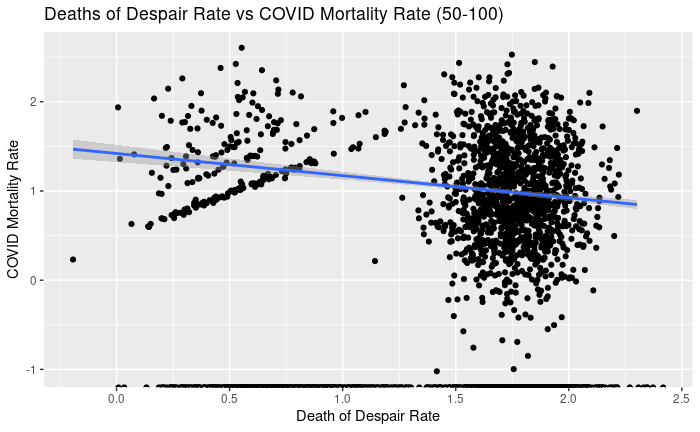 Deaths of Despair Rate vs COVID Mortality Rate (50-100)
COVID Mortality Rate
2
1
0
-1
0.0 0.5 1.0 1.5 2.0 2.5
Death of Despair Rate